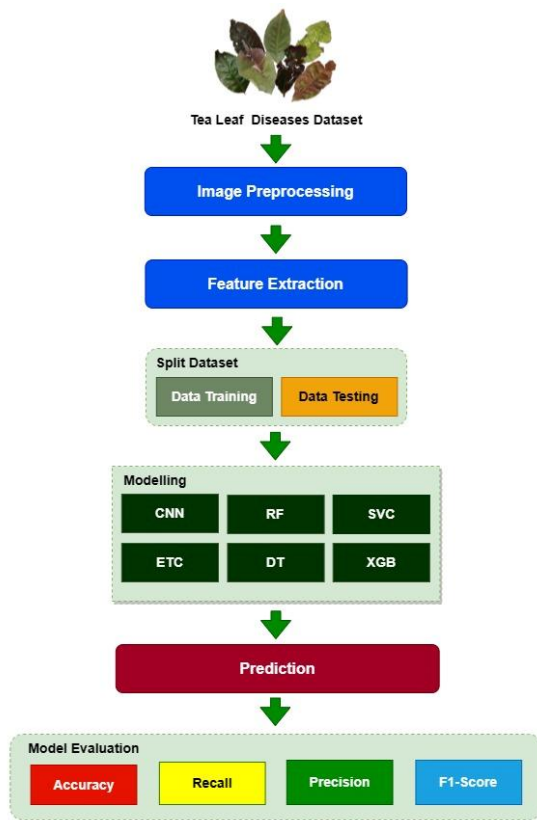 Tea Leaf Diseases Dataset
Image Preprocessing
Feature Extraction
Split Dataset
Data Training
Data Testing
Modelling
CNN
RF
SVC
ETC
DT
XGB
Prediction
Model Evaluation
Accuracy
Recall
Precision
F1-Score